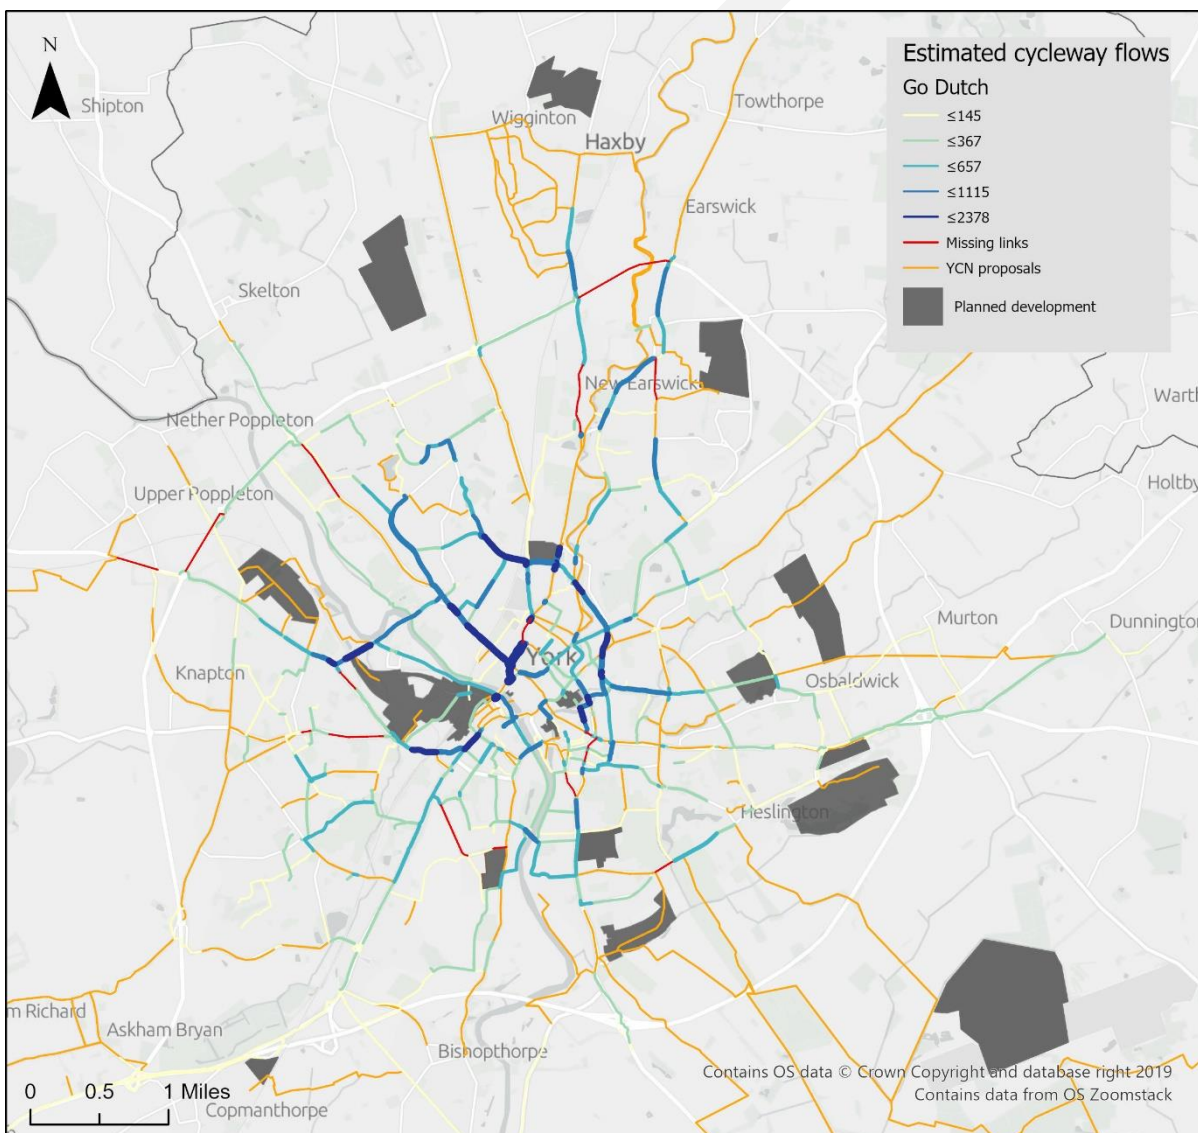 N
Shipton
Wigginton
Haxby
Towthorpe
Earswick
Skelton
New Earswick
Nether Poppleton
Warth
Holtby
Upper Poppleton
Murton
Dunnington
York
Knapton
Osbaldwick
Heslington
m Richard
Askham Bryan
Bishopthorpe
Copmanthorpe
0 0.5 1 Miles
Estimated cycleway flows
Go Dutch
≤145
≤367
≤657
≤1115
≤2378
Missing links
YCN proposals
Planned development
Contains OS data © Crown Copyright and database right 2019
Contains data from OS Zoomstack